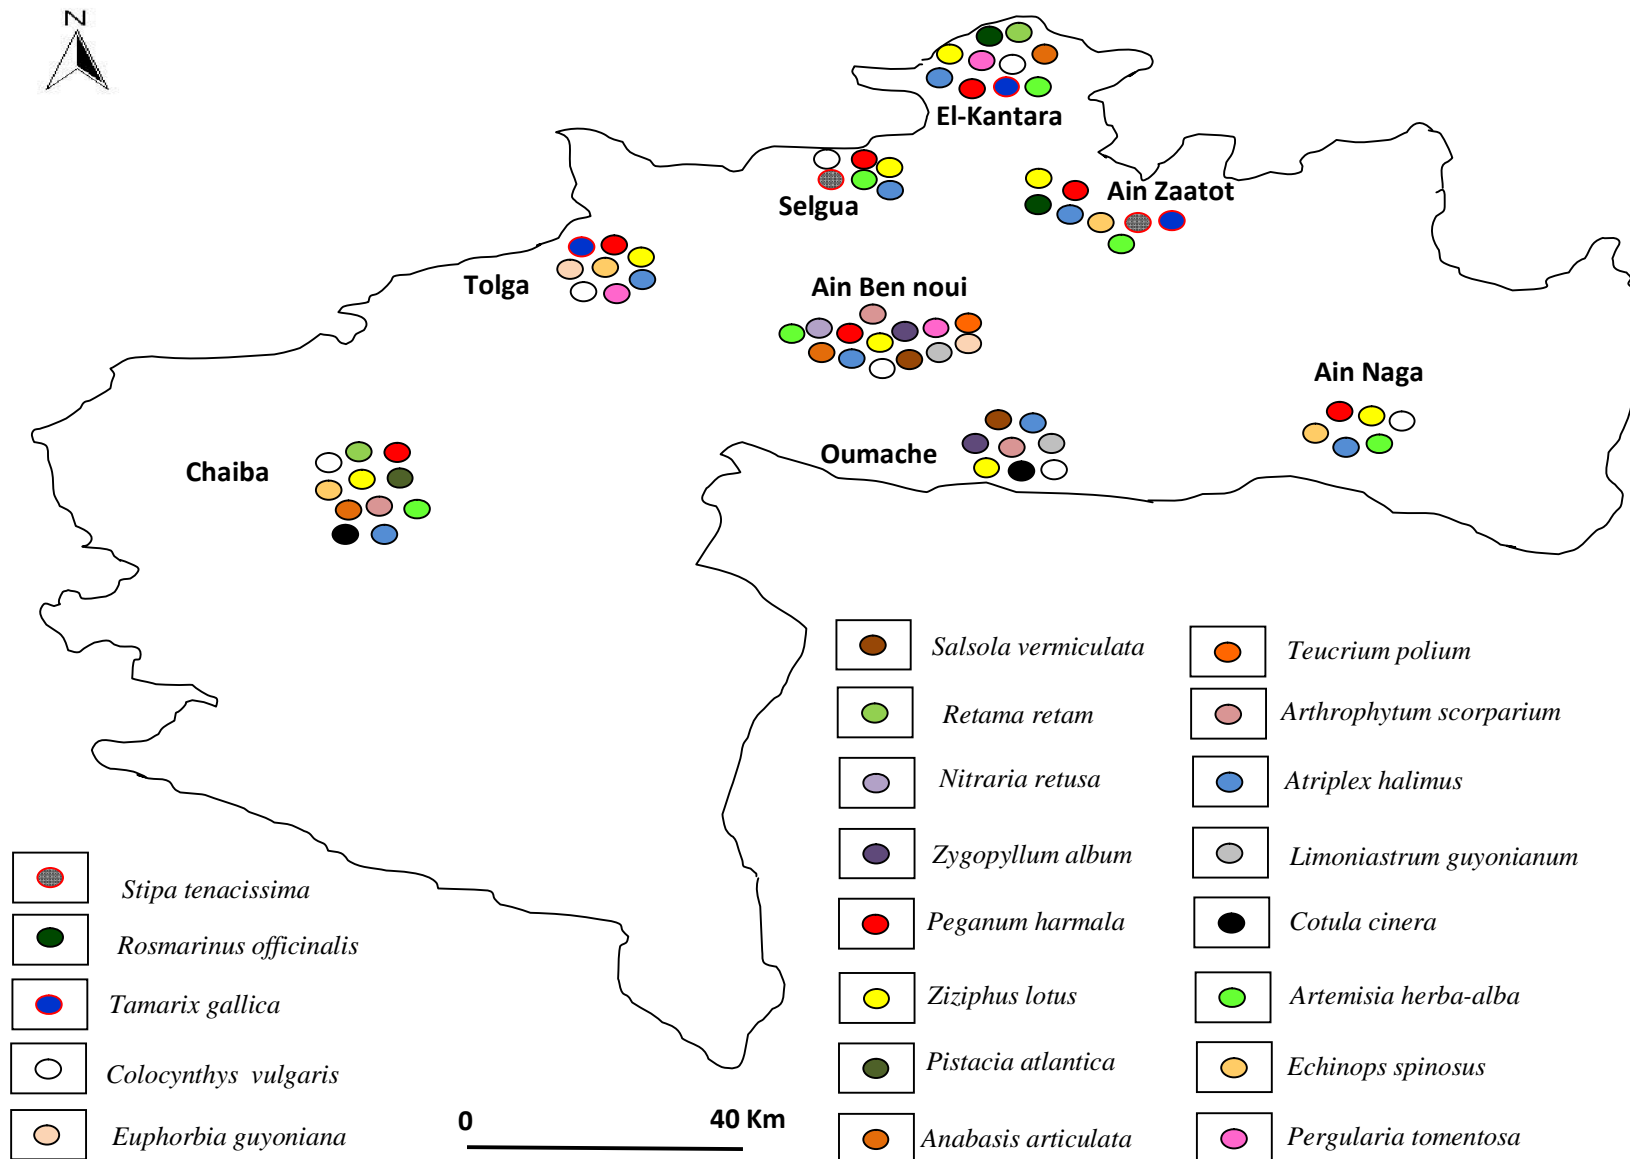 N
El-Kantara
Selgua
Ain Zaatot
Tolga
Ain Ben noui
Ain Naga
Chaiba
Oumache
Salsola vermiculata
Teucrium polium
Retama retam
Arthrophytum scorparium
Nitraria retusa
Atriplex halimus
Zygopyllum album
Limoniastrum guyonianum
Stipa tenacissima
Peganum harmala
Cotula cinera
Rosmarinus officinalis
Tamarix gallica
Ziziphus lotus
Artemisia herba-alba
Colocynthys vulgaris
Pistacia atlantica
Echinops spinosus
Euphorbia guyoniana
0 40 Km
Anabasis articulata
Pergularia tomentosa